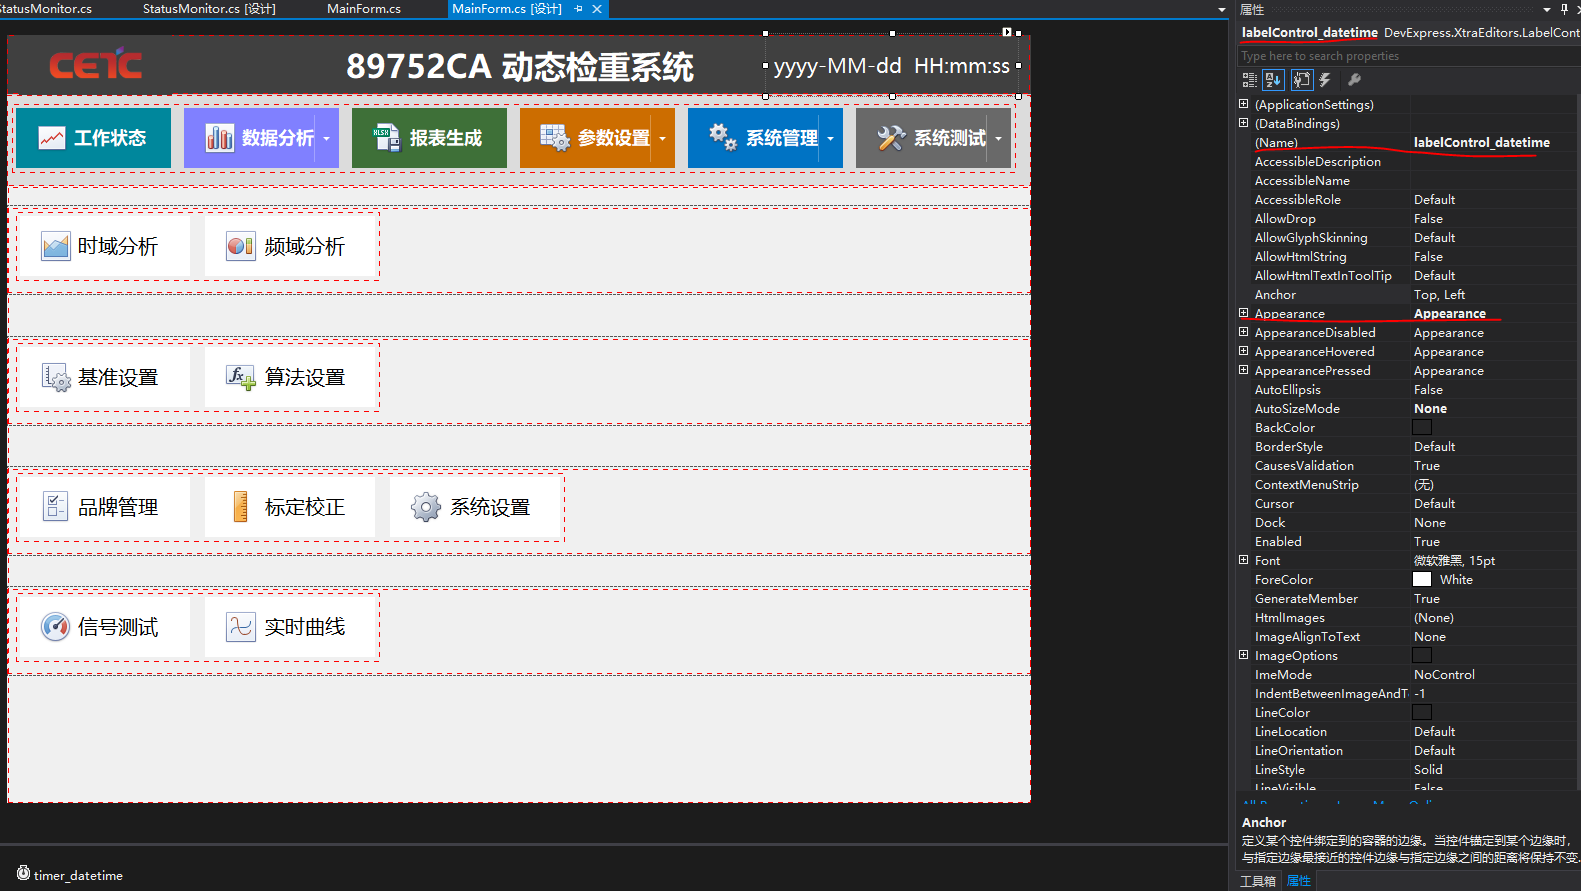 StatusMonitor.cs
StatusMonitor.cs [设计]
MainForm.cs
MainForm.cs [设计]
CETC
89752CA 动态检重系统
yyyy-MM-dd HH:mm:ss
工作状态
数据分析
报表生成
参数设置
系统管理
系统测试
时域分析
频域分析
基准设置
算法设置
品牌管理
标定校正
系统设置
信号测试
实时曲线
timer_datetime
属性
labelControl_datetime DevExpress.XtraEditors.LabelCont
Type here to search properties
(ApplicationSettings)
(DataBindings)
(Name) labelControl_datetime
AccessibleDescription
AccessibleName
AccessibleRole Default
AllowDrop False
AllowGlyphSkinning Default
AllowHtmlString False
AllowHtmlTextInToolTip Default
Anchor Top, Left
Appearance Appearance
AppearanceDisabled Appearance
AppearanceHovered Appearance
AppearancePressed Appearance
AutoEllipsis False
AutoSizeMode None
BackColor
BorderStyle Default
CausesValidation True
ContextMenuStrip (无)
Cursor Default
Dock None
Enabled True
Font 微软雅黑, 15pt
ForeColor White
GenerateMember True
HtmlImages (None)
ImageAlignToText None
ImageOptions
ImeMode NoControl
IndentBetweenImageAndT -1
LineColor
LineLocation Default
LineOrientation Default
LineStyle Solid
LineVisible False
Anchor
定义某个控件绑定到的容器的边缘。当控件锚定到某个边缘时，
与指定边缘最接近的控件边缘与指定边缘之间的距离将保持不变。
工具箱 属性